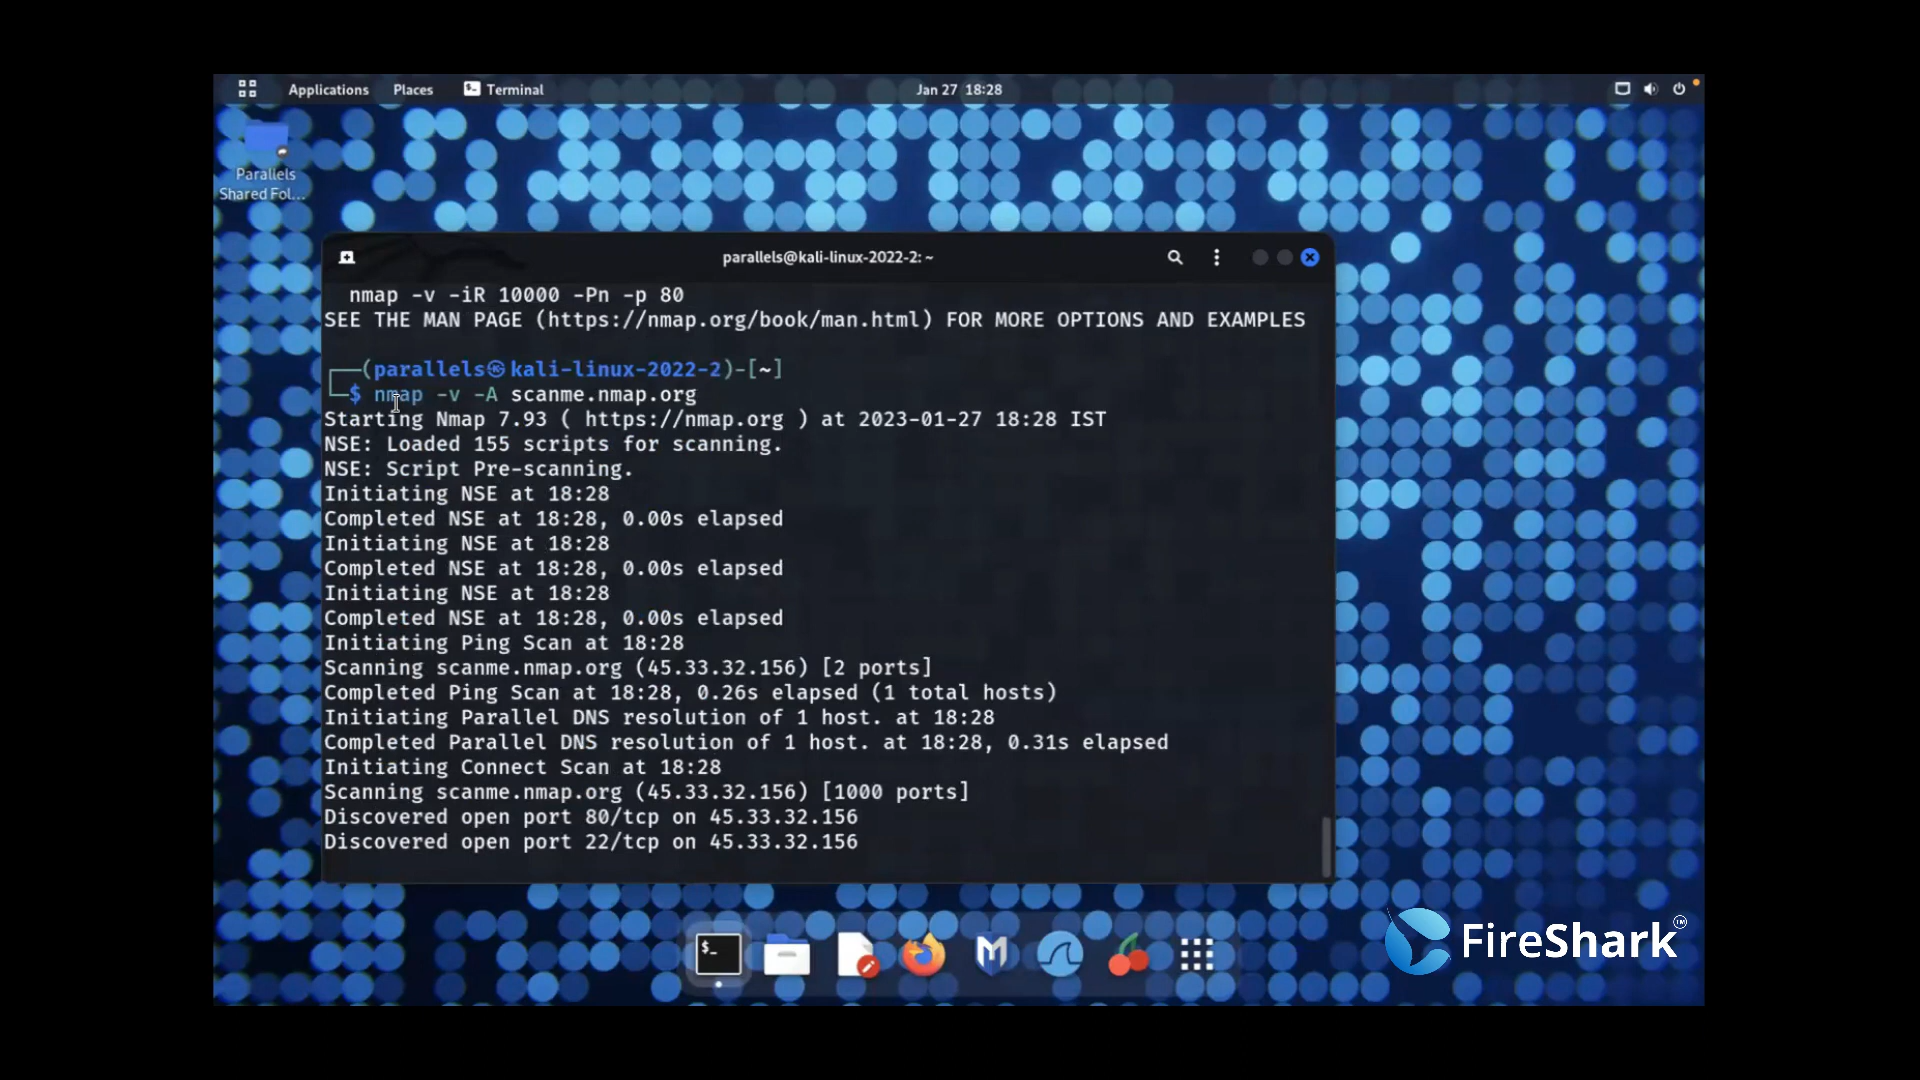 Applications Places Terminal Jan 27 18:28
Parallels
Shared Fol...
parallels@kali-linux-2022-2: ~
nmap -v -iR 10000 -Pn -p 80
SEE THE MAN PAGE (https://nmap.org/book/man.html) FOR MORE OPTIONS AND EXAMPLES
┌──(parallels㉿kali-linux-2022-2)-[~]
└─$ nmap -v -A scanme.nmap.org
Starting Nmap 7.93 ( https://nmap.org ) at 2023-01-27 18:28 IST
NSE: Loaded 155 scripts for scanning.
NSE: Script Pre-scanning.
Initiating NSE at 18:28
Completed NSE at 18:28, 0.00s elapsed
Initiating NSE at 18:28
Completed NSE at 18:28, 0.00s elapsed
Initiating NSE at 18:28
Completed NSE at 18:28, 0.00s elapsed
Initiating Ping Scan at 18:28
Scanning scanme.nmap.org (45.33.32.156) [2 ports]
Completed Ping Scan at 18:28, 0.26s elapsed (1 total hosts)
Initiating Parallel DNS resolution of 1 host. at 18:28
Completed Parallel DNS resolution of 1 host. at 18:28, 0.31s elapsed
Initiating Connect Scan at 18:28
Scanning scanme.nmap.org (45.33.32.156) [1000 ports]
Discovered open port 80/tcp on 45.33.32.156
Discovered open port 22/tcp on 45.33.32.156
$_
FireShark™